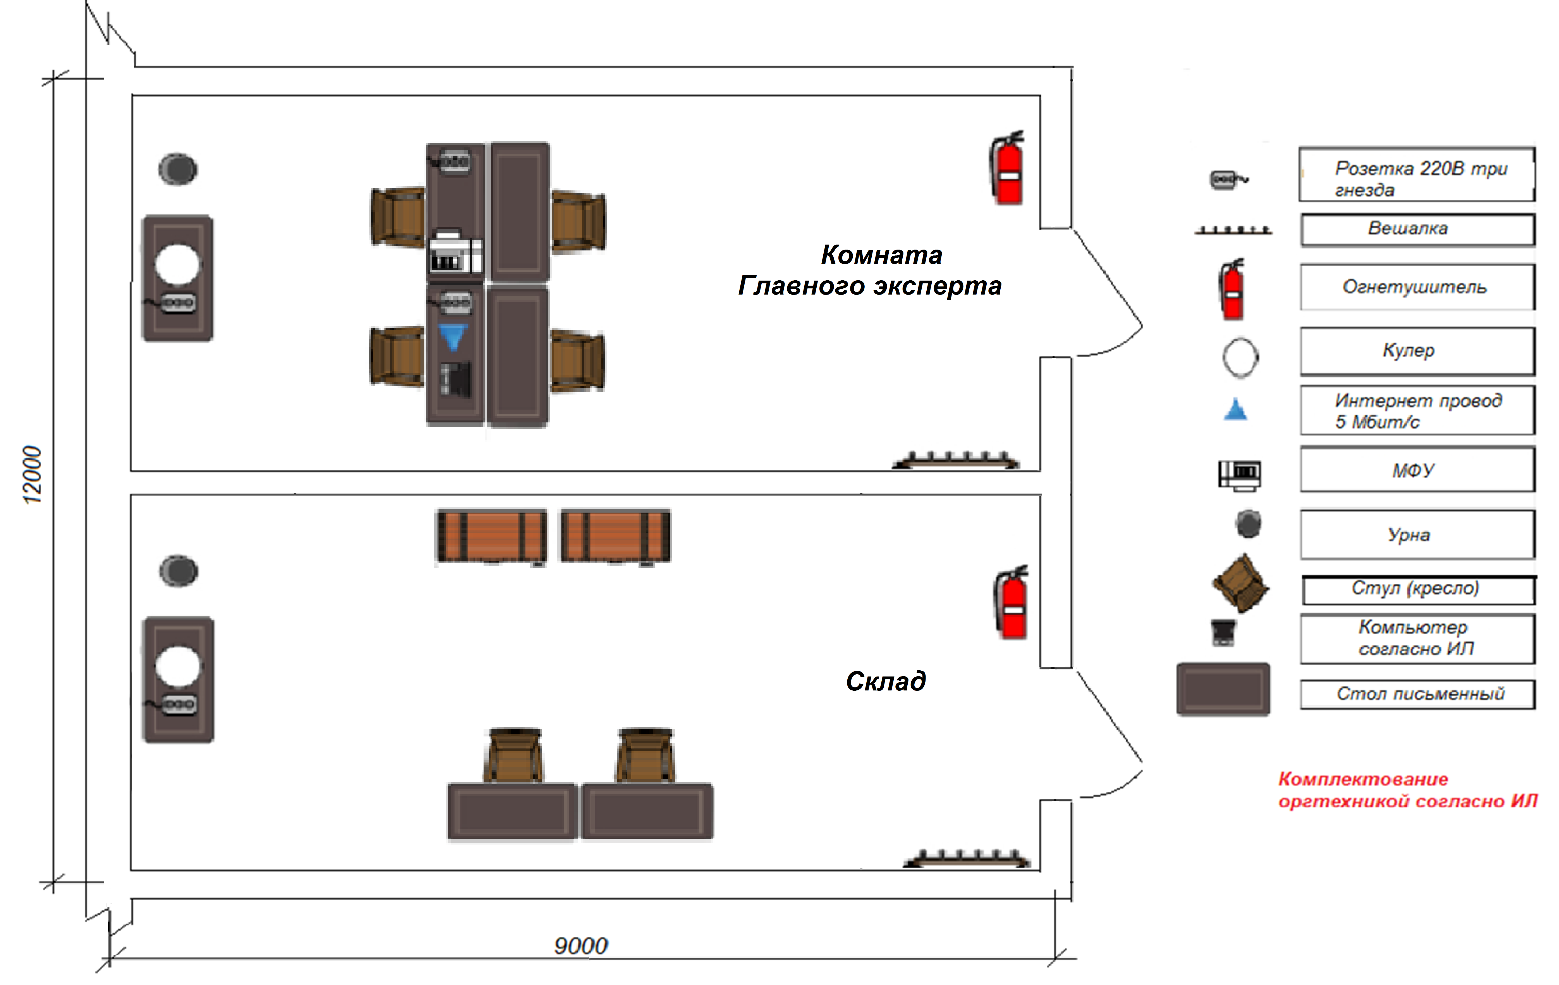 Комната
Главного эксперта
Склад
12000
9000
Розетка 220В три
гнезда
Вешалка
Огнетушитель
Кулер
Интернет провод
5 Мбит/с
МФУ
Урна
Стул (кресло)
Компьютер
согласно ИЛ
Стол письменный
Комплектование
оргтехникой согласно ИЛ